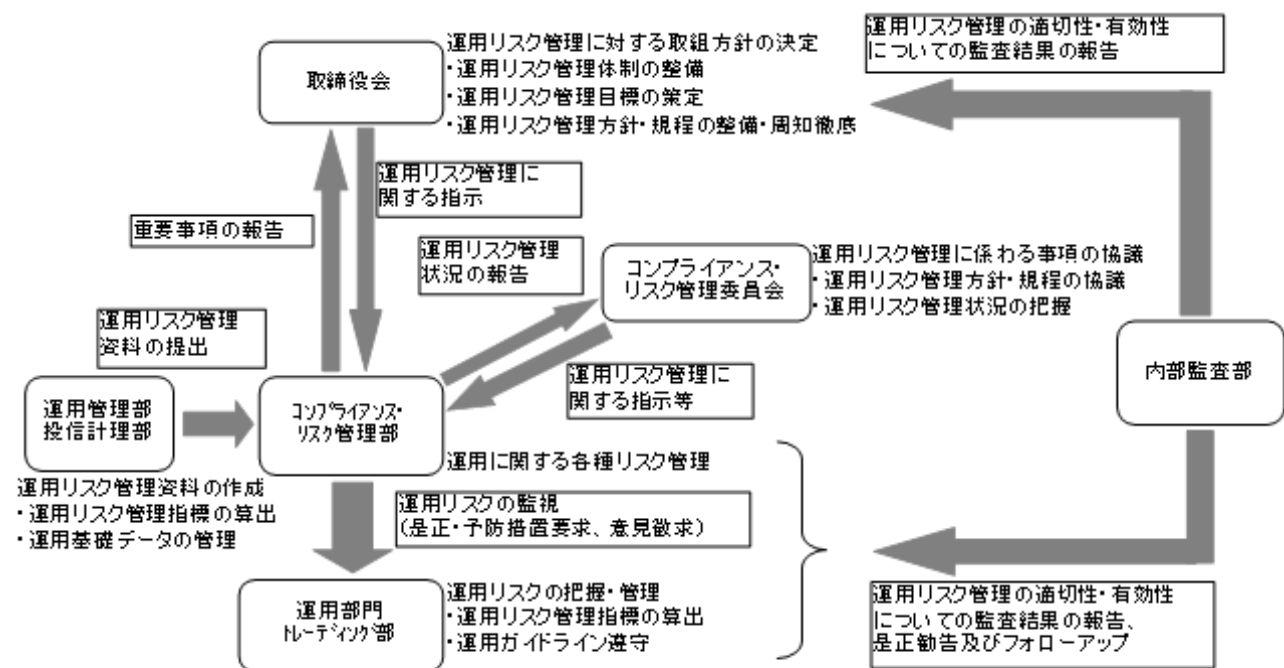 運用リスク管理の適切性・有効性
についての監査結果の報告
運用リスク管理に対する取組方針の決定
・運用リスク管理体制の整備
・運用リスク管理目標の策定
・運用リスク管理方針・規程の整備・周知徹底
取締役会
運用リスク管理に
関する指示
重要事項の報告
運用リスク管理
状況の報告
コンプライアンス・
リスク管理委員会
運用リスク管理に係わる事項の協議
・運用リスク管理方針・規程の協議
・運用リスク管理状況の把握
運用リスク管理
資料の提出
内部監査部
運用リスク管理に
関する指示等
運用管理部
投信計理部
コンプライアンス・
リスク管理部
運用に関する各種リスク管理
運用リスク管理資料の作成
・運用リスク管理指標の算出
・運用基礎データの管理
運用リスクの監視
(是正・予防措置要求、意見徴求)
運用部門
トレーディング部
運用リスクの把握・管理
・運用リスク管理指標の算出
・運用ガイドライン遵守
運用リスク管理の適切性・有効性
についての監査結果の報告、
是正勧告及びフォローアップ